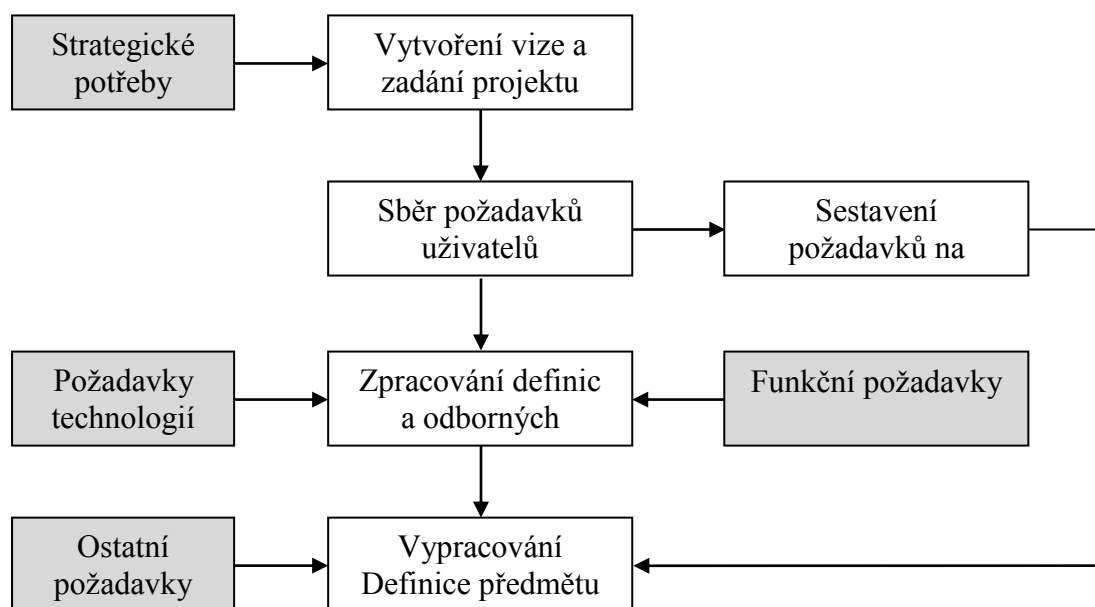 Strategické
potřeby
Vytvoření vize a
zadání projektu
Sběr požadavků
uživatelů
Sestavení
požadavků na
Požadavky
technologií
Zpracování definic
a odborných
Funkční požadavky
Ostatní
požadavky
Vypracování
Definice předmětu